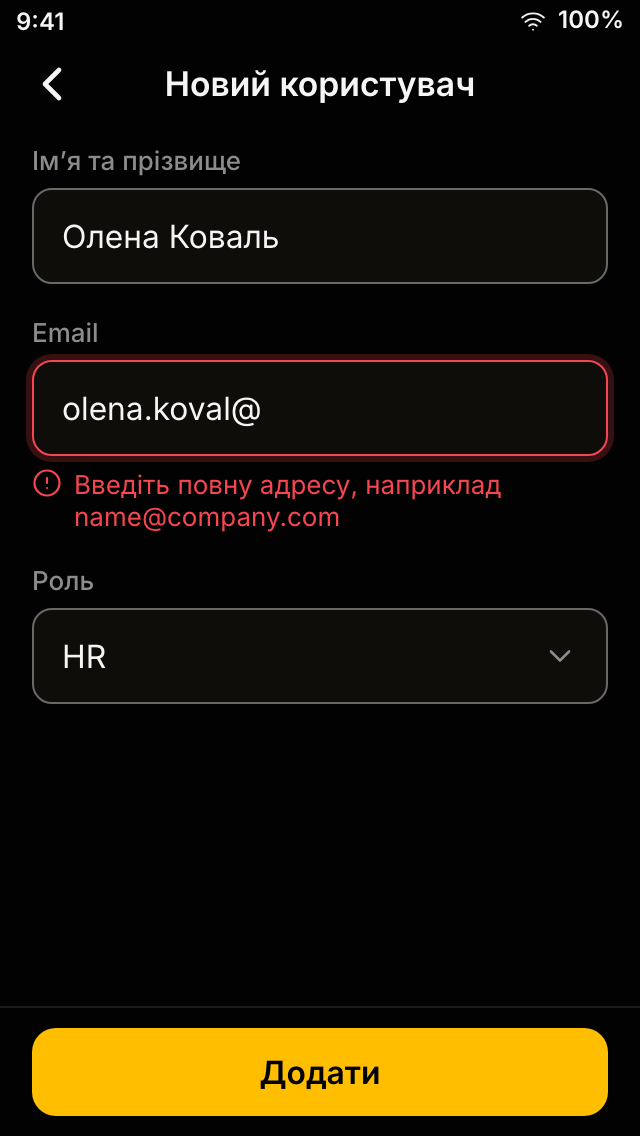 9:41
100%
Новий користувач
Ім’я та прізвище
Олена Коваль
Email
olena.koval@
Введіть повну адресу, наприклад
name@company.com
Роль
HR
Додати